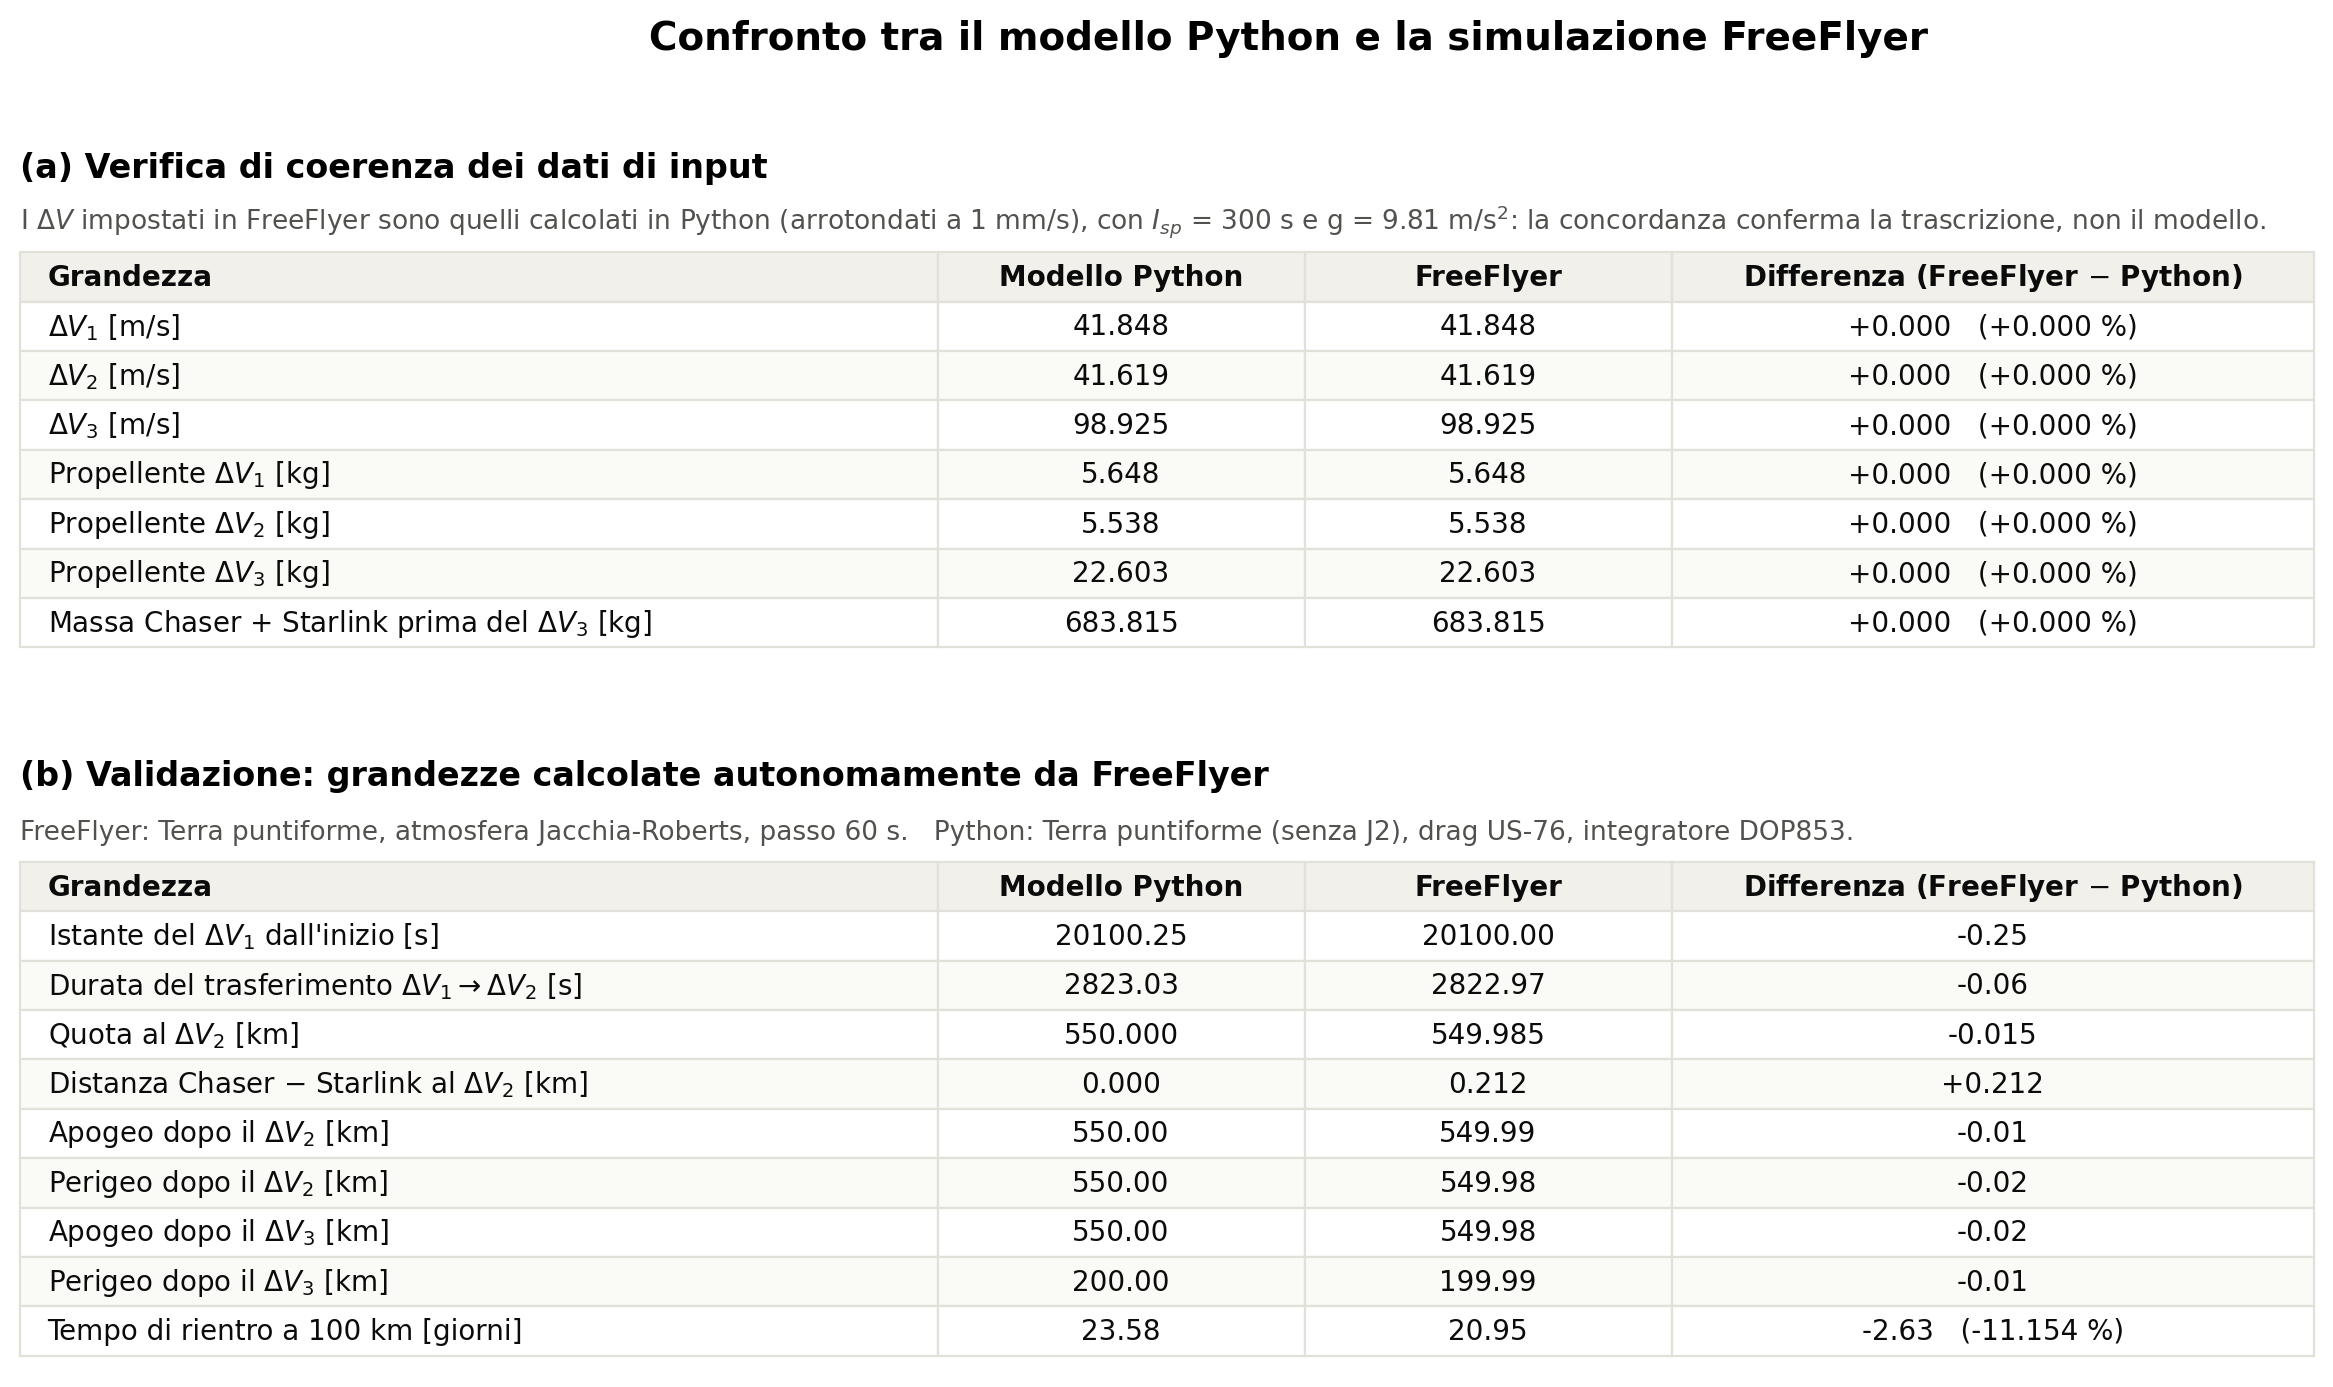 Confronto tra il modello Python e la simulazione FreeFlyer
(a) Verifica di coerenza dei dati di input
I ΔV impostati in FreeFlyer sono quelli calcolati in Python (arrotondati a 1 mm/s), con Isp = 300 s e g = 9.81 m/s²: la concordanza conferma la trascrizione, non il modello.
Grandezza Modello Python FreeFlyer Differenza (FreeFlyer − Python)
ΔV₁ [m/s] 41.848 41.848 +0.000 (+0.000 %)
ΔV₂ [m/s] 41.619 41.619 +0.000 (+0.000 %)
ΔV₃ [m/s] 98.925 98.925 +0.000 (+0.000 %)
Propellente ΔV₁ [kg] 5.648 5.648 +0.000 (+0.000 %)
Propellente ΔV₂ [kg] 5.538 5.538 +0.000 (+0.000 %)
Propellente ΔV₃ [kg] 22.603 22.603 +0.000 (+0.000 %)
Massa Chaser + Starlink prima del ΔV₃ [kg] 683.815 683.815 +0.000 (+0.000 %)
(b) Validazione: grandezze calcolate autonomamente da FreeFlyer
FreeFlyer: Terra puntiforme, atmosfera Jacchia-Roberts, passo 60 s. Python: Terra puntiforme (senza J2), drag US-76, integratore DOP853.
Grandezza Modello Python FreeFlyer Differenza (FreeFlyer − Python)
Istante del ΔV₁ dall'inizio [s] 20100.25 20100.00 -0.25
Durata del trasferimento ΔV₁→ΔV₂ [s] 2823.03 2822.97 -0.06
Quota al ΔV₂ [km] 550.000 549.985 -0.015
Distanza Chaser − Starlink al ΔV₂ [km] 0.000 0.212 +0.212
Apogeo dopo il ΔV₂ [km] 550.00 549.99 -0.01
Perigeo dopo il ΔV₂ [km] 550.00 549.98 -0.02
Apogeo dopo il ΔV₃ [km] 550.00 549.98 -0.02
Perigeo dopo il ΔV₃ [km] 200.00 199.99 -0.01
Tempo di rientro a 100 km [giorni] 23.58 20.95 -2.63 (-11.154 %)